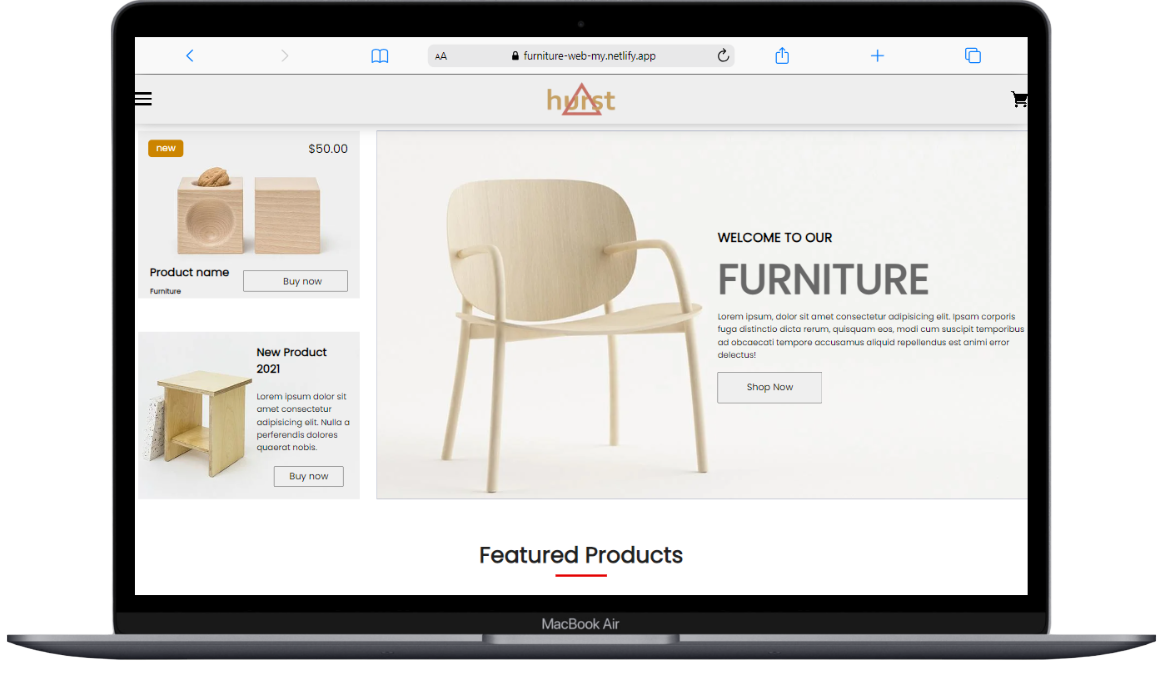 AA
furniture-web-my.netlify.app
hurst
new
$50.00
Product name
Furniture
Buy now
New Product
2021
Lorem ipsum dolor sit
amet consectetur
adipisicing elit. Nulla a
perferendis dolores
quaerat nobis.
Buy now
WELCOME TO OUR
FURNITURE
Lorem ipsum, dolor sit amet consectetur adipisicing elit. Ipsam corporis
fuga distinctio dicta rerum, quisquam eos, modi cum suscipit temporibus
ad obcaecati tempore accusamus aliquid repellendus est animi error
delectus!
Shop Now
Featured Products
MacBook Air